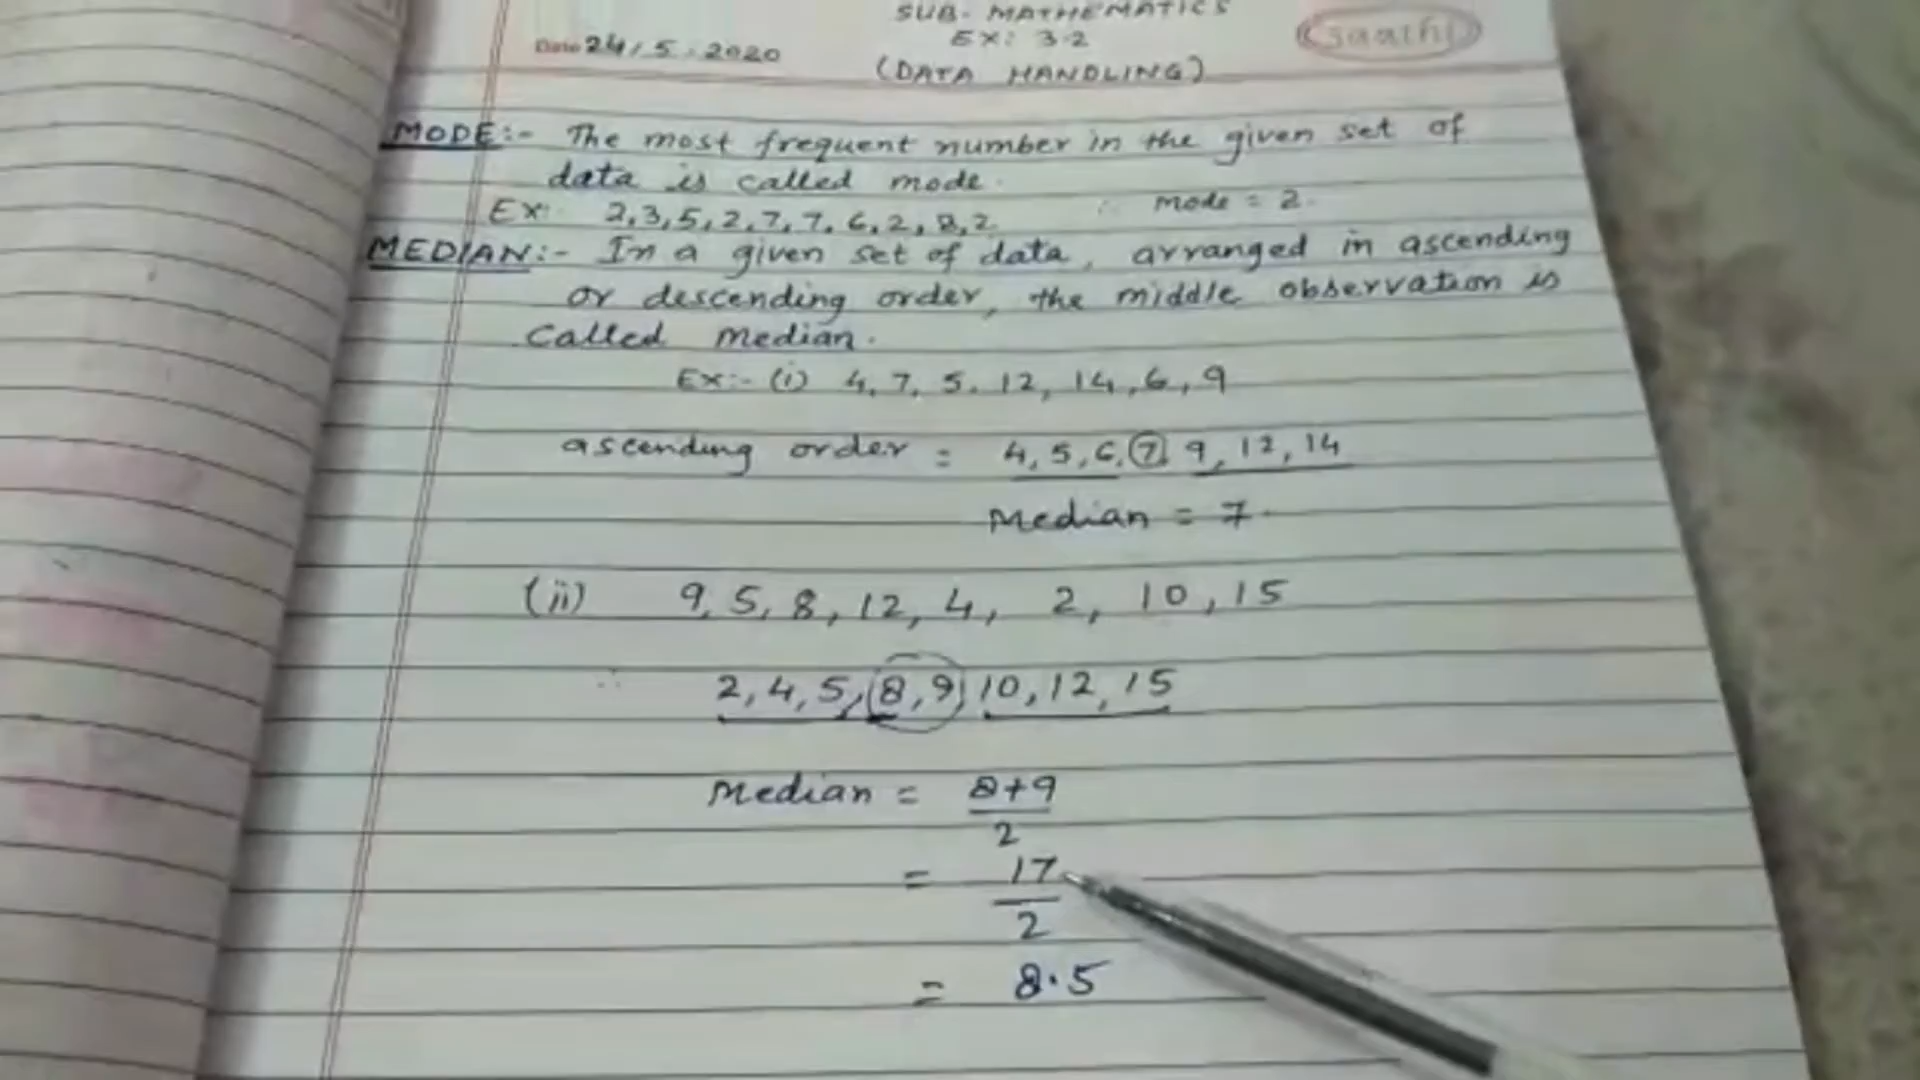 SUB- MATHEMATICS
Date 24/5.2020
EX: 3.2
Saathi
(DATA HANDLING)
MODE:- The most frequent number in the given set of
data is called mode.
Ex: 2,3,5,2,7,7,6,2,8,2 ∴ mode = 2.
MEDIAN:- In a given set of data, arranged in ascending
or descending order, the middle observation is
called median.
Ex:- (i) 4, 7, 5, 12, 14, 6, 9
ascending order = 4, 5, 6, 7, 9, 12, 14
Median = 7.
(ii) 9, 5, 8, 12, 4, 2, 10, 15
∴ 2, 4, 5, 8, 9, 10, 12, 15
Median = 8+9
2
= 17
2
= 8.5